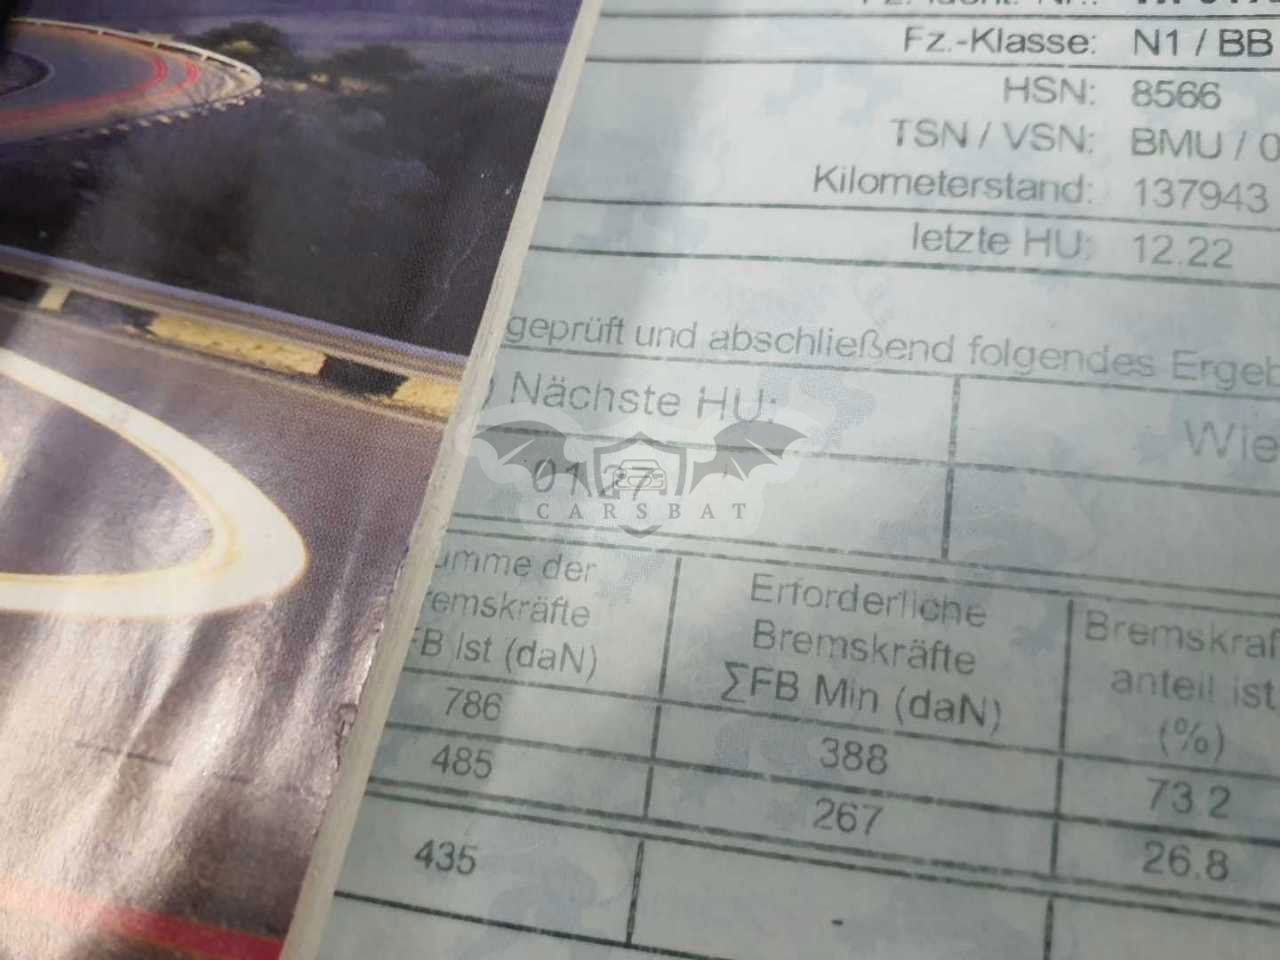 Fz.-Klasse: N1 / BB
HSN: 8566
TSN / VSN: BMU / 0
Kilometerstand: 137943
letzte HU: 12.22
geprüft und abschließend folgendes Ergeb
) Nächste HU:
Wie
01.27
CARSBAT
umme der
remskräfte
FB Ist (daN)
Erforderliche
Bremskräfte
∑FB Min (daN)
Bremskraf
anteil ist
(%)
786
388
73.2
485
267
26.8
435
-